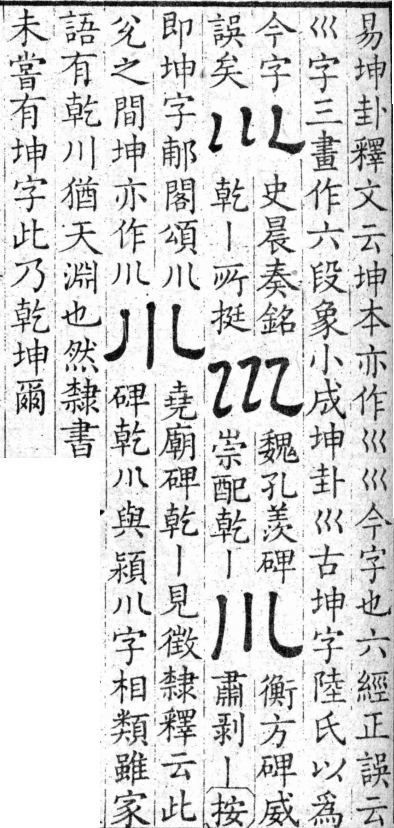 易坤卦釋文云坤本亦作巛巛今字也六經正誤云
巛字三畫作六段象小成坤卦巛古坤字陸氏以為
今字
誤矣
川
史晨奏銘
乾丨所挺
巛
魏孔羨碑
崇配乾丨
川
衡方碑威
肅剥丨按
即坤字郙閣頌川
兊之間坤亦作川
川
堯廟碑乾丨見徵隸釋云此
碑乾川與頴川字相類雖家
語有乾川猶天淵也然隸書
未嘗有坤字此乃乾坤爾